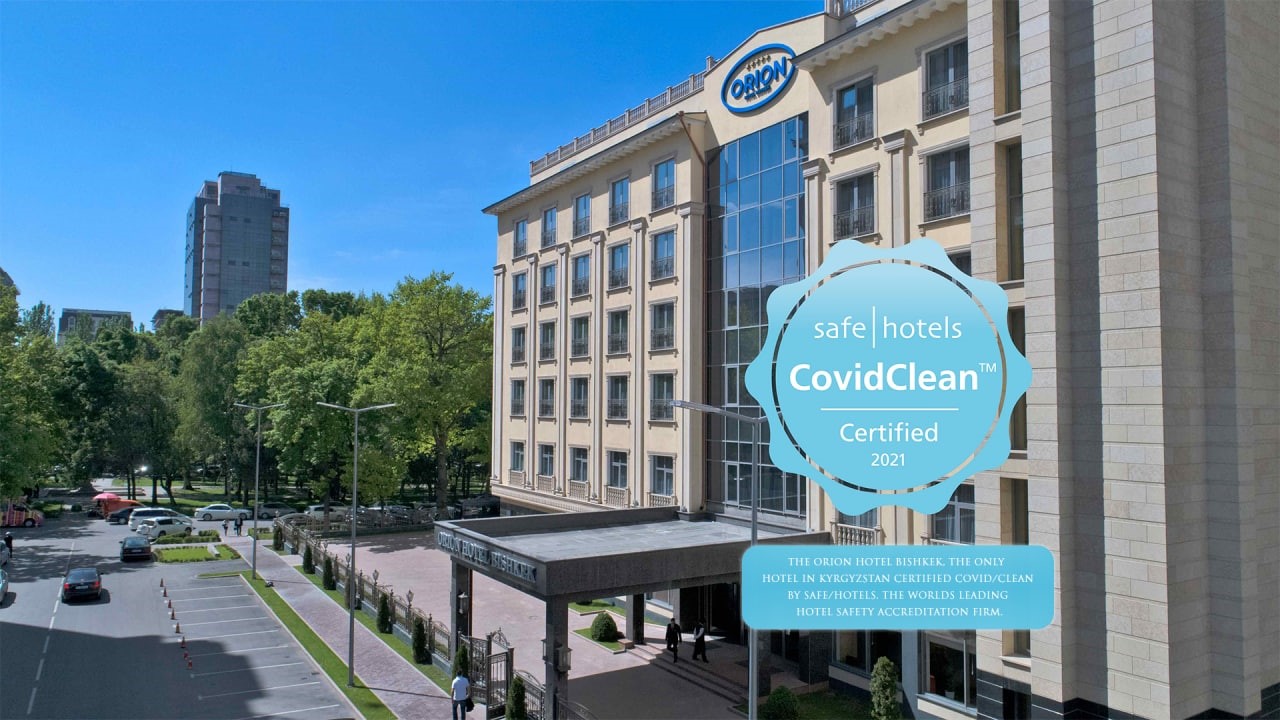 ORION
safe|hotels
CovidClean™
Certified
2021
ORION HOTEL BISHKEK
THE ORION HOTEL BISHKEK, THE ONLY
HOTEL IN KYRGYZSTAN CERTIFIED COVID/CLEAN
BY SAFE/HOTELS. THE WORLDS LEADING
HOTEL SAFETY ACCREDITATION FIRM.